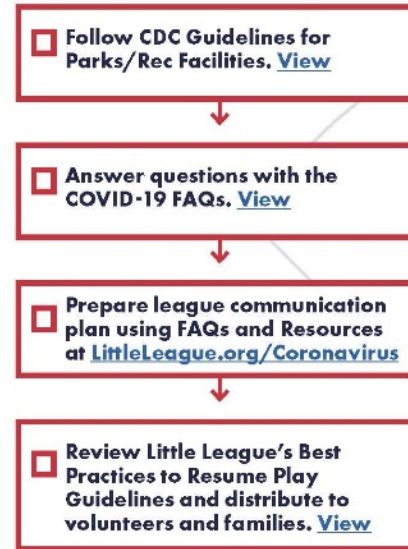 Follow CDC Guidelines for
Parks/Rec Facilities. View
Answer questions with the
COVID-19 FAQs. View
Prepare league communication
plan using FAQs and Resources
at LittleLeague.org/Coronavirus
Review Little League's Best
Practices to Resume Play
Guidelines and distribute to
volunteers and families. View